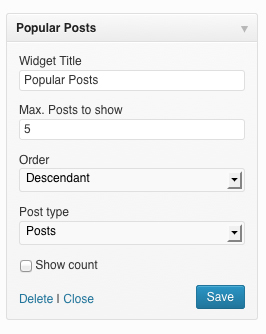 Popular Posts
Widget Title
Popular Posts
Max. Posts to show
5
Order
Descendant
Post type
Posts
Show count
Delete | Close
Save